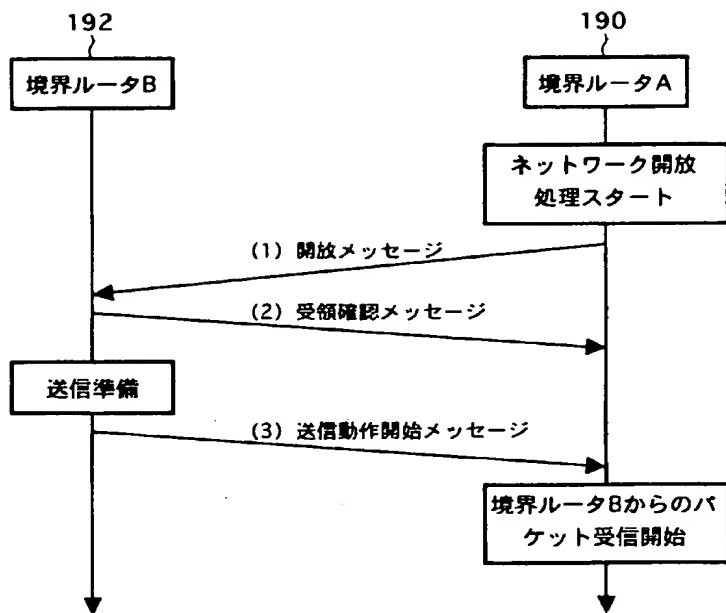 192
190
境界ルータB
境界ルータA
ネットワーク開放
処理スタート
(1) 開放メッセージ
(2) 受領確認メッセージ
送信準備
(3) 送信動作開始メッセージ
境界ルータBからのパ
ケット受信開始